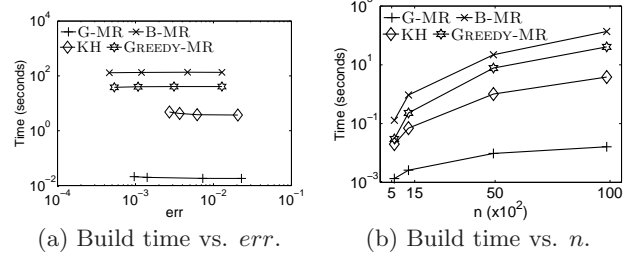 G-MR B-MR
KH GREEDY-MR
Time (seconds)
10^4
10^2
10^0
10^-2
10^-4 10^-3 10^-2 10^-1
err
(a) Build time vs. err.
10^3
G-MR B-MR
KH GREEDY-MR
Time (seconds)
10^1
10^-1
10^-3
5 15 50 100
n (x10^2)
(b) Build time vs. n.